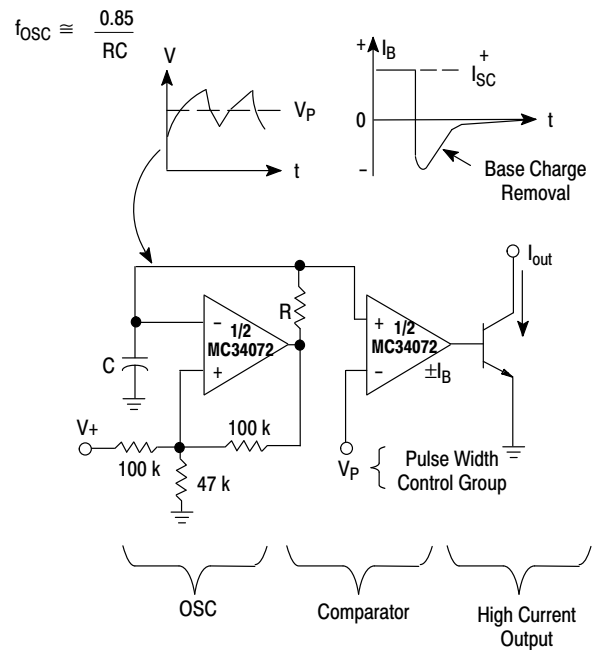 fOSC ≅ 0.85
RC
V
VP
t
+ IB
+
ISC
0
t
−
Base Charge
Removal
Iout
R
−
1/2
MC34072
+
+
1/2
MC34072
−
±IB
C
V+
100 k
100 k
47 k
VP
{ Pulse Width
Control Group
OSC
Comparator
High Current
Output